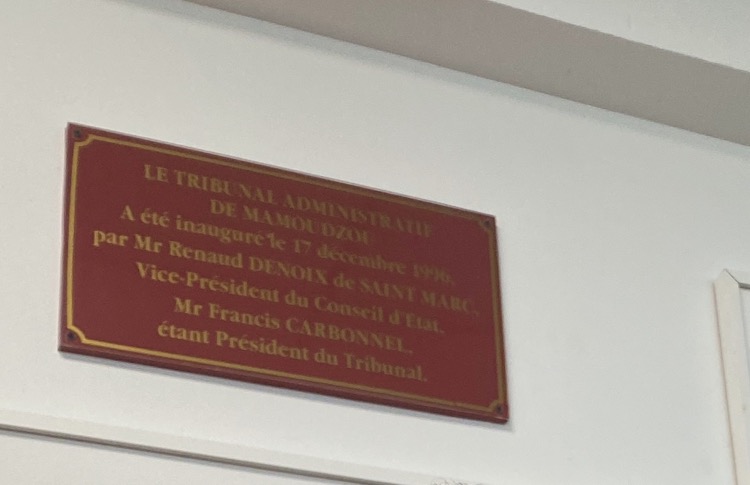 LE TRIBUNAL ADMINISTRATIF
DE MAMOUDZOU
A été inauguré le 17 décembre 1996,
par Mr Renaud DENOIX de SAINT MARC,
Vice-Président du Conseil d'Etat,
Mr Francis CARBONNEL,
étant Président du Tribunal.